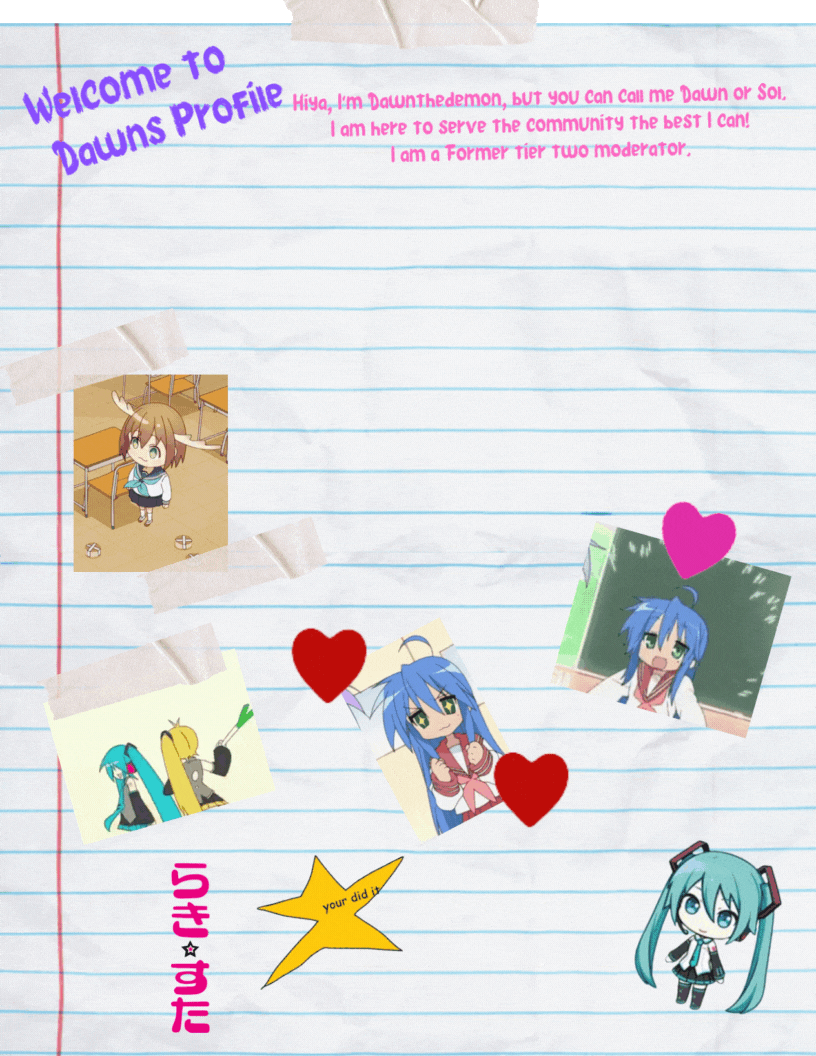 Welcome to
Dawns Profile
Hiya, I'm Dawnthedemon, but you can call me Dawn or Sol.
I am here to serve the community the best I can!
I am a Former tier two moderator.
your did it
らき☆すた